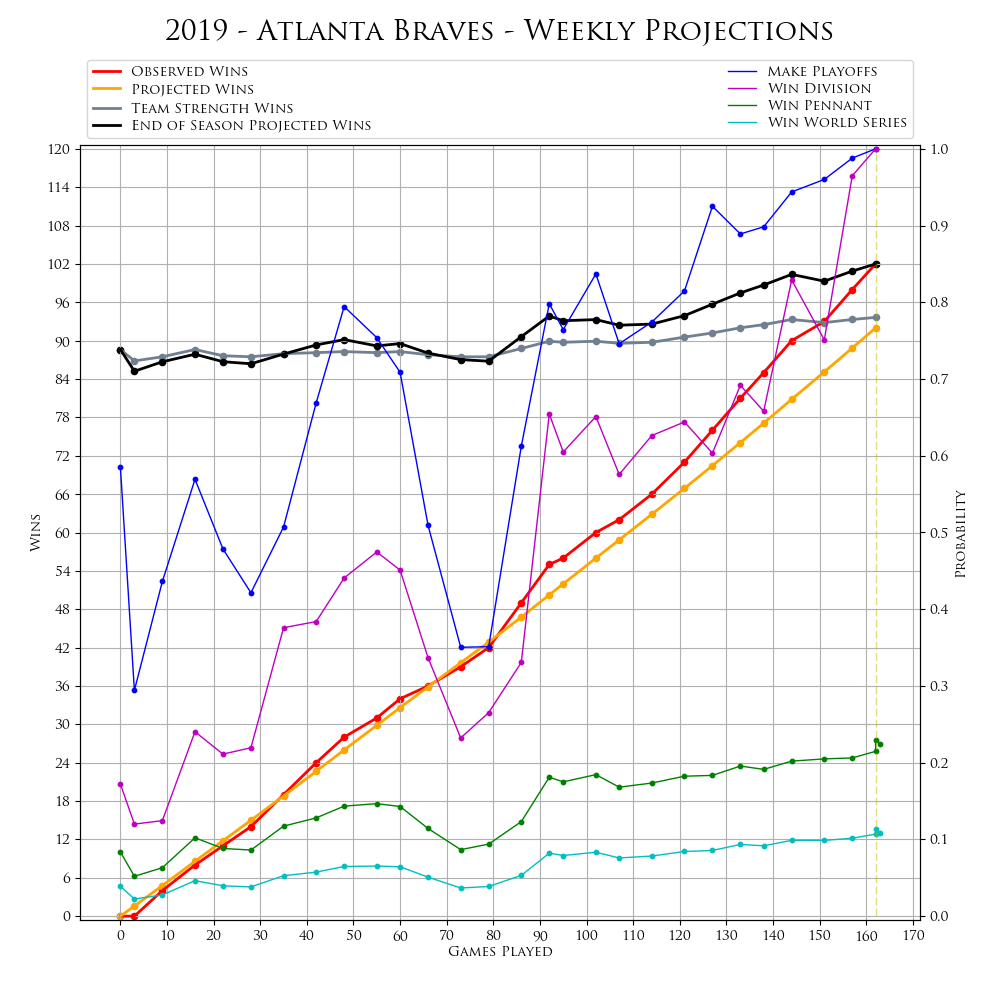 2019 - Atlanta Braves - Weekly Projections
Observed Wins
Projected Wins
Team Strength Wins
End of Season Projected Wins
Make Playoffs
Win Division
Win Pennant
Win World Series
120
114
108
102
96
90
84
78
72
66
60
54
48
42
36
30
24
18
12
6
0
Wins
1.0
0.9
0.8
0.7
0.6
0.5
0.4
0.3
0.2
0.1
0.0
Probability
0 10 20 30 40 50 60 70 80 90 100 110 120 130 140 150 160 170
Games Played